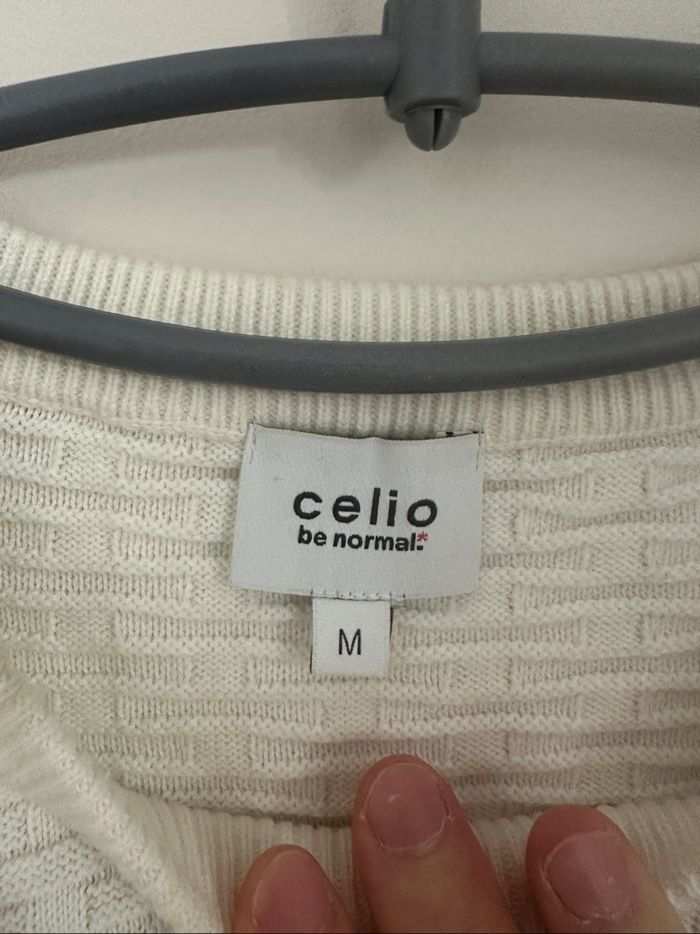 celio
be normal.*
M